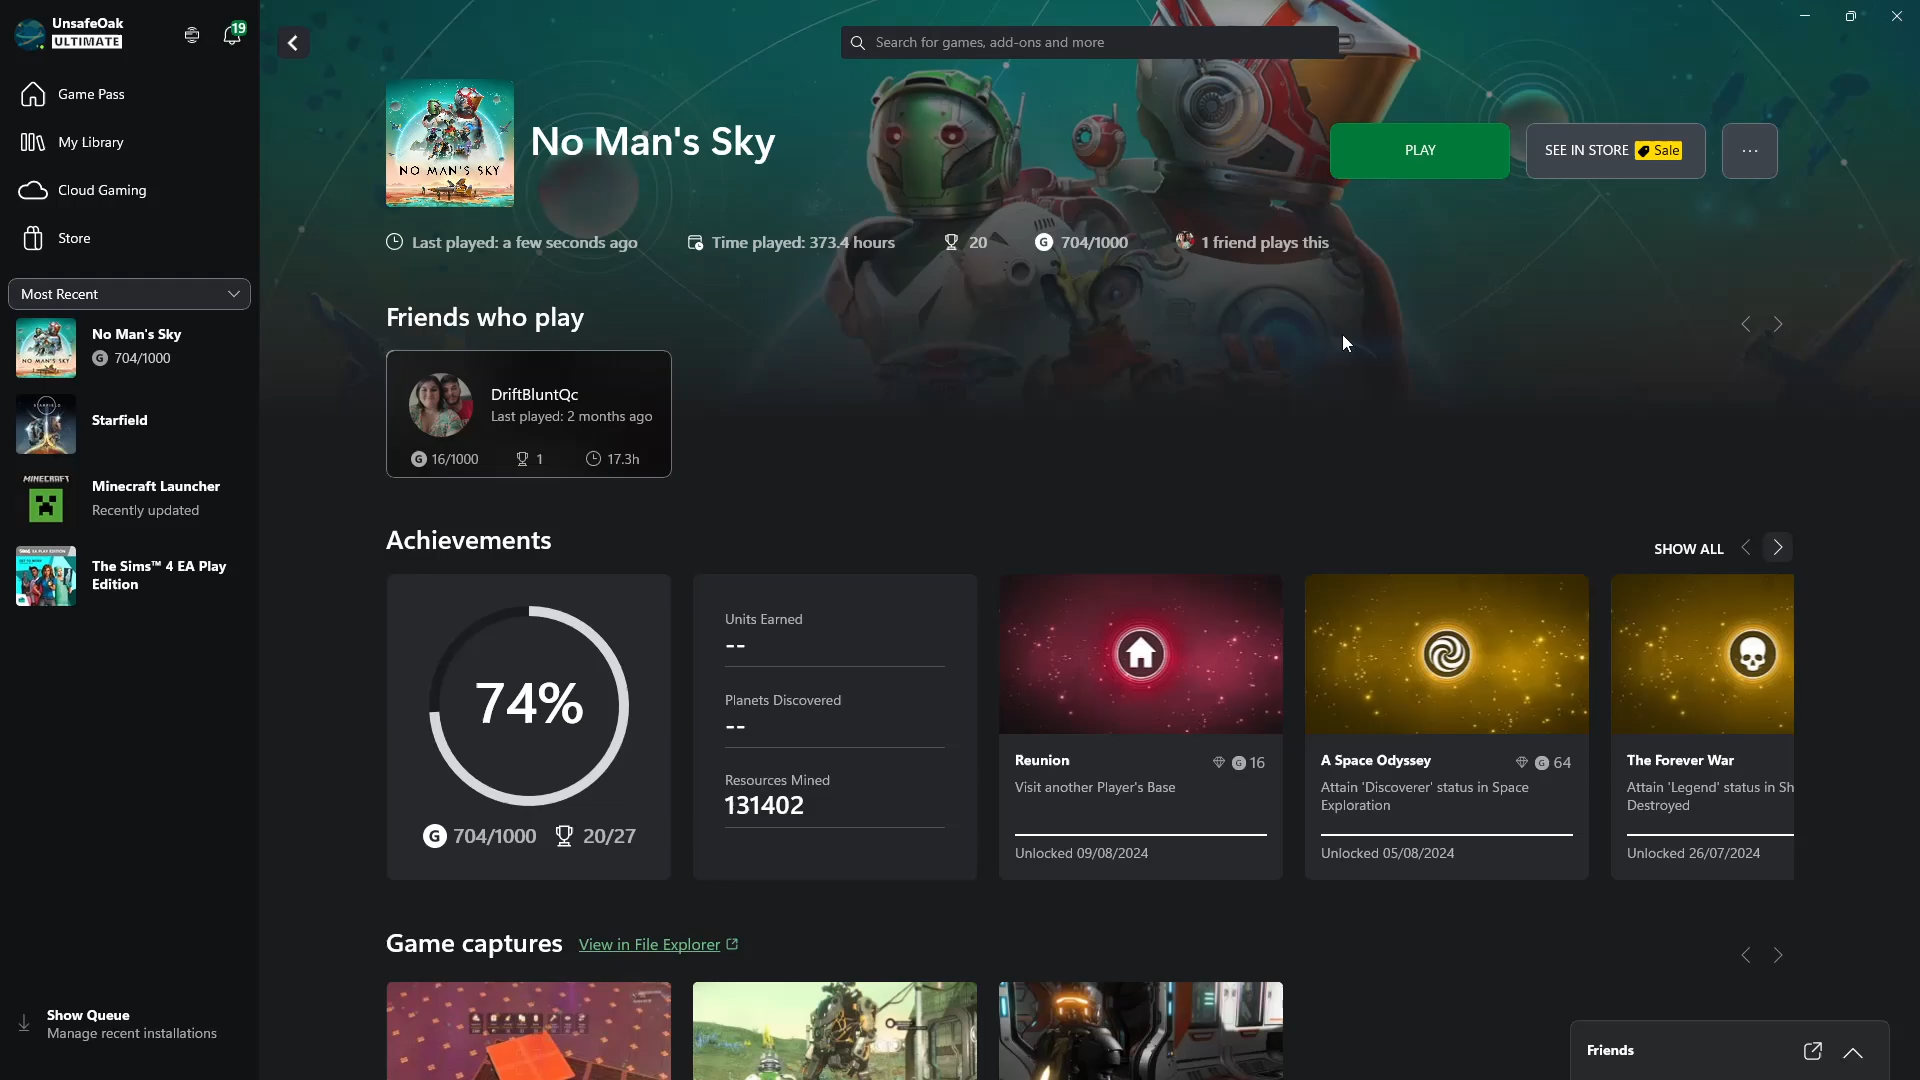 UnsafeOak
ULTIMATE
19
Game Pass
My Library
Cloud Gaming
Store
Most Recent
NO MAN'S SKY
No Man's Sky
704/1000
STARFIELD
Starfield
MINECRAFT
Minecraft Launcher
Recently updated
The Sims™ 4 EA Play
Edition
Show Queue
Manage recent installations
Search for games, add-ons and more
NO MAN'S SKY
No Man's Sky
PLAY
SEE IN STORE Sale
...
Last played: a few seconds ago
Time played: 373.4 hours
20
G 704/1000
1 friend plays this
Friends who play
DriftBluntQc
Last played: 2 months ago
G 16/1000
1
17.3h
Achievements
SHOW ALL
74%
G 704/1000
20/27
Units Earned
--
Planets Discovered
--
Resources Mined
131402
Reunion
G 16
Visit another Player's Base
Unlocked 09/08/2024
A Space Odyssey
G 64
Attain 'Discoverer' status in Space
Exploration
Unlocked 05/08/2024
The Forever War
Attain 'Legend' status in Sh
Destroyed
Unlocked 26/07/2024
Game captures View in File Explorer
Friends